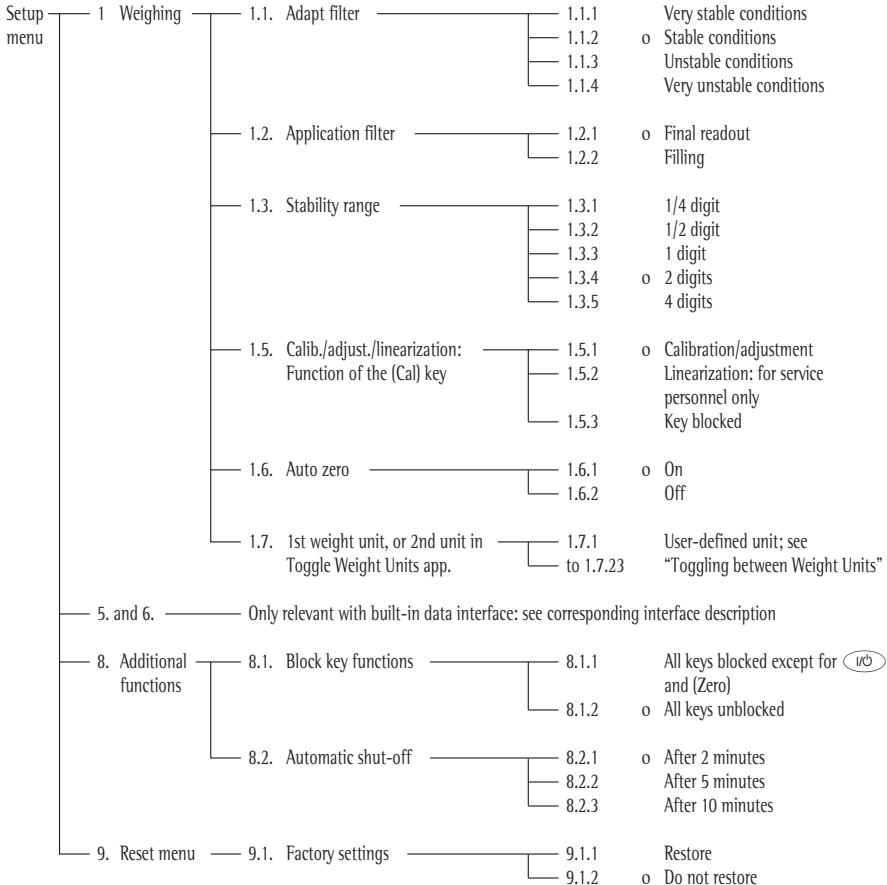 Setup 1 Weighing 1.1. Adapt filter 1.1.1 Very stable conditions
menu 1.1.2 o Stable conditions
1.1.3 Unstable conditions
1.1.4 Very unstable conditions
1.2. Application filter 1.2.1 o Final readout
1.2.2 Filling
1.3. Stability range 1.3.1 1/4 digit
1.3.2 1/2 digit
1.3.3 1 digit
1.3.4 o 2 digits
1.3.5 4 digits
1.5. Calib./adjust./linearization: 1.5.1 o Calibration/adjustment
Function of the (Cal) key 1.5.2 Linearization: for service
personnel only
1.5.3 Key blocked
1.6. Auto zero 1.6.1 o On
1.6.2 Off
1.7. 1st weight unit, or 2nd unit in 1.7.1 User-defined unit; see
Toggle Weight Units app. to 1.7.23 “Toggling between Weight Units”
5. and 6. Only relevant with built-in data interface: see corresponding interface description
8. Additional 8.1. Block key functions 8.1.1 All keys blocked except for I/⏻
functions and (Zero)
8.1.2 o All keys unblocked
8.2. Automatic shut-off 8.2.1 o After 2 minutes
8.2.2 After 5 minutes
8.2.3 After 10 minutes
9. Reset menu 9.1. Factory settings 9.1.1 Restore
9.1.2 o Do not restore